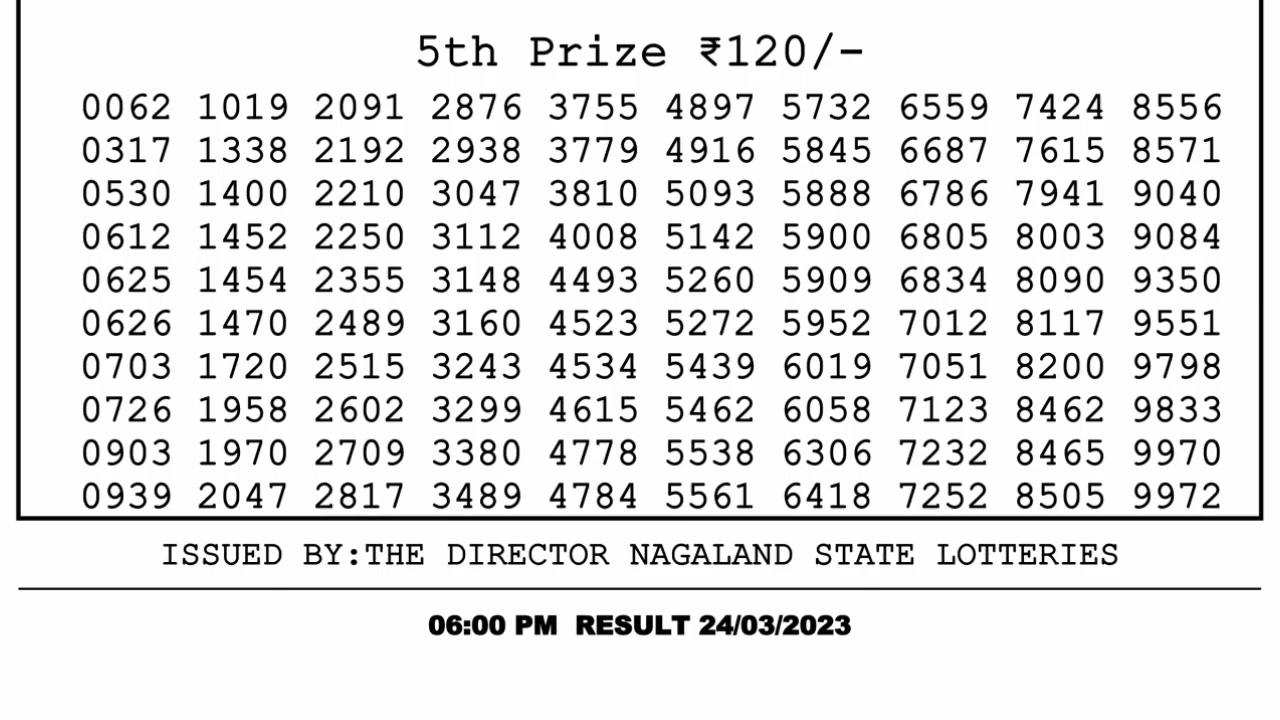 5th Prize ₹120/-
0062 1019 2091 2876 3755 4897 5732 6559 7424 8556
0317 1338 2192 2938 3779 4916 5845 6687 7615 8571
0530 1400 2210 3047 3810 5093 5888 6786 7941 9040
0612 1452 2250 3112 4008 5142 5900 6805 8003 9084
0625 1454 2355 3148 4493 5260 5909 6834 8090 9350
0626 1470 2489 3160 4523 5272 5952 7012 8117 9551
0703 1720 2515 3243 4534 5439 6019 7051 8200 9798
0726 1958 2602 3299 4615 5462 6058 7123 8462 9833
0903 1970 2709 3380 4778 5538 6306 7232 8465 9970
0939 2047 2817 3489 4784 5561 6418 7252 8505 9972
ISSUED BY:THE DIRECTOR NAGALAND STATE LOTTERIES
06:00 PM RESULT 24/03/2023